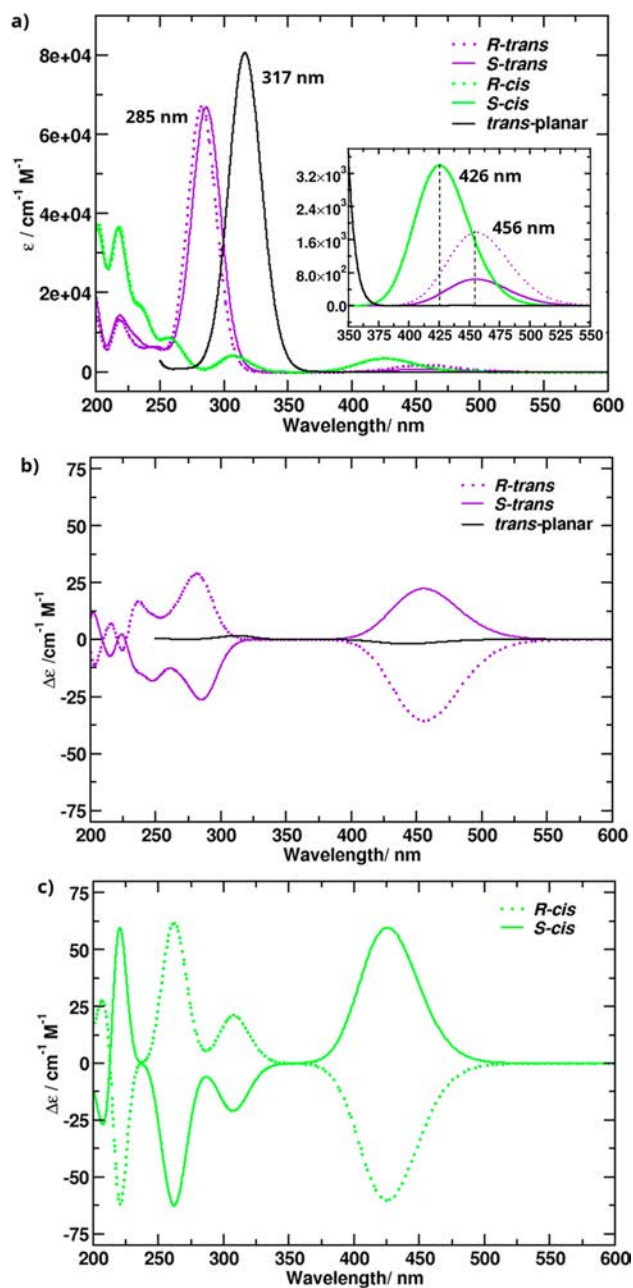 a)
8e+04
6e+04
4e+04
2e+04
0
ε / cm⁻¹ M⁻¹
317 nm
285 nm
R-trans
S-trans
R-cis
S-cis
trans-planar
3.2×10³
2.4×10³
1.6×10³
8.0×10²
0.0
426 nm
456 nm
350 375 400 425 450 475 500 525 550
200 250 300 350 400 450 500 550 600
Wavelength/ nm
b)
75
50
25
0
-25
-50
-75
Δε /cm⁻¹ M⁻¹
R-trans
S-trans
trans-planar
200 250 300 350 400 450 500 550 600
Wavelength/ nm
c)
75
50
25
0
-25
-50
-75
Δε / cm⁻¹ M⁻¹
R-cis
S-cis
200 250 300 350 400 450 500 550 600
Wavelength/ nm